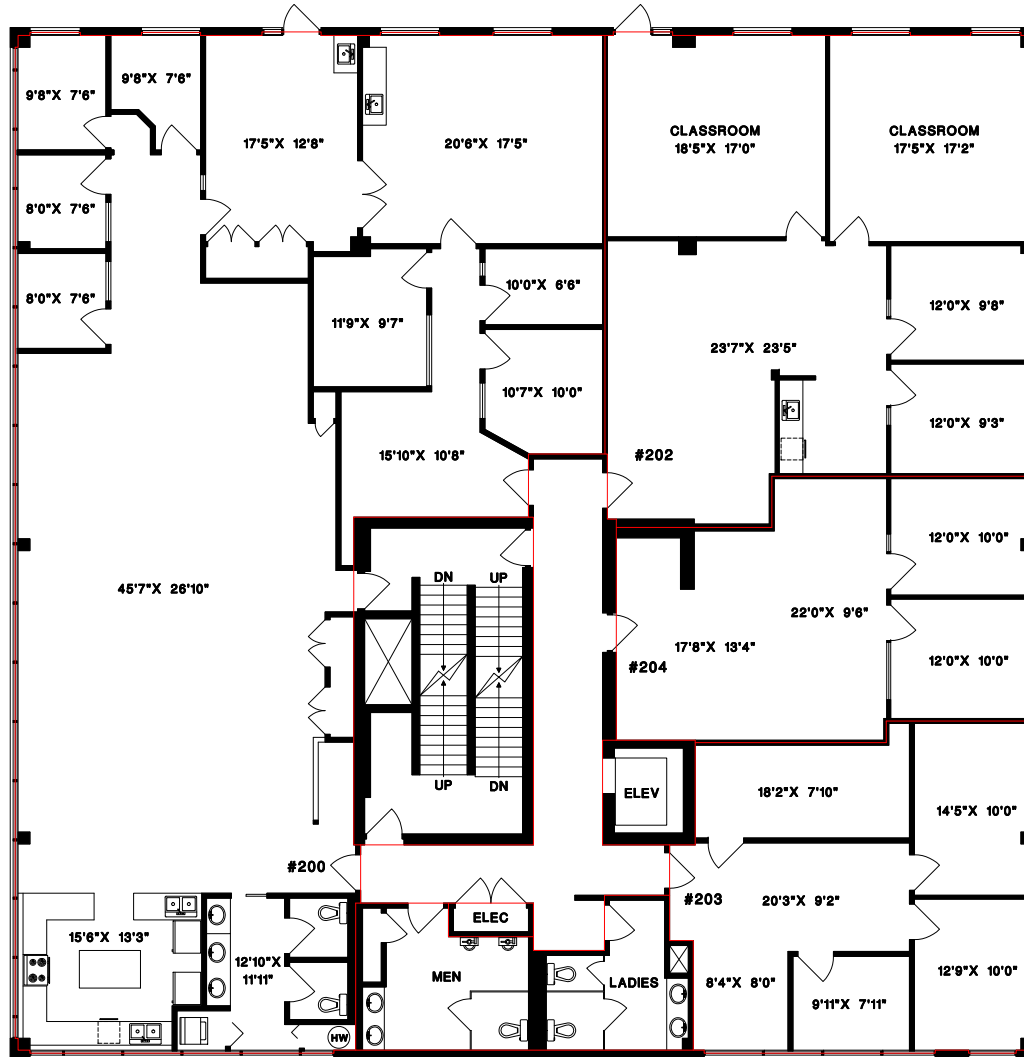 9'8"X 7'6"
9'8"X 7'6"
17'5"X 12'8"
20'6"X 17'5"
CLASSROOM
18'5"X 17'0"
CLASSROOM
17'5"X 17'2"
8'0"X 7'6"
8'0"X 7'6"
11'9"X 9'7"
10'0"X 6'6"
10'7"X 10'0"
23'7"X 23'5"
12'0"X 9'8"
12'0"X 9'3"
15'10"X 10'8"
#202
12'0"X 10'0"
45'7"X 26'10"
DN
UP
22'0"X 9'6"
17'8"X 13'4"
#204
12'0"X 10'0"
UP
DN
ELEV
18'2"X 7'10"
14'5"X 10'0"
#200
#203
20'3"X 9'2"
ELEC
15'6"X 13'3"
12'10"X
11'11"
MEN
LADIES
8'4"X 8'0"
9'11"X 7'11"
12'9"X 10'0"
HW